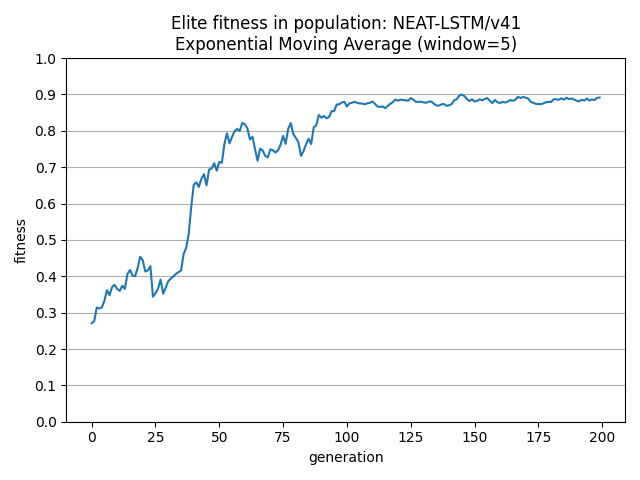 Elite fitness in population: NEAT-LSTM/v41
Exponential Moving Average (window=5)
1.0
0.9
0.8
0.7
0.6
0.5
0.4
0.3
0.2
0.1
0.0
fitness
0 25 50 75 100 125 150 175 200
generation